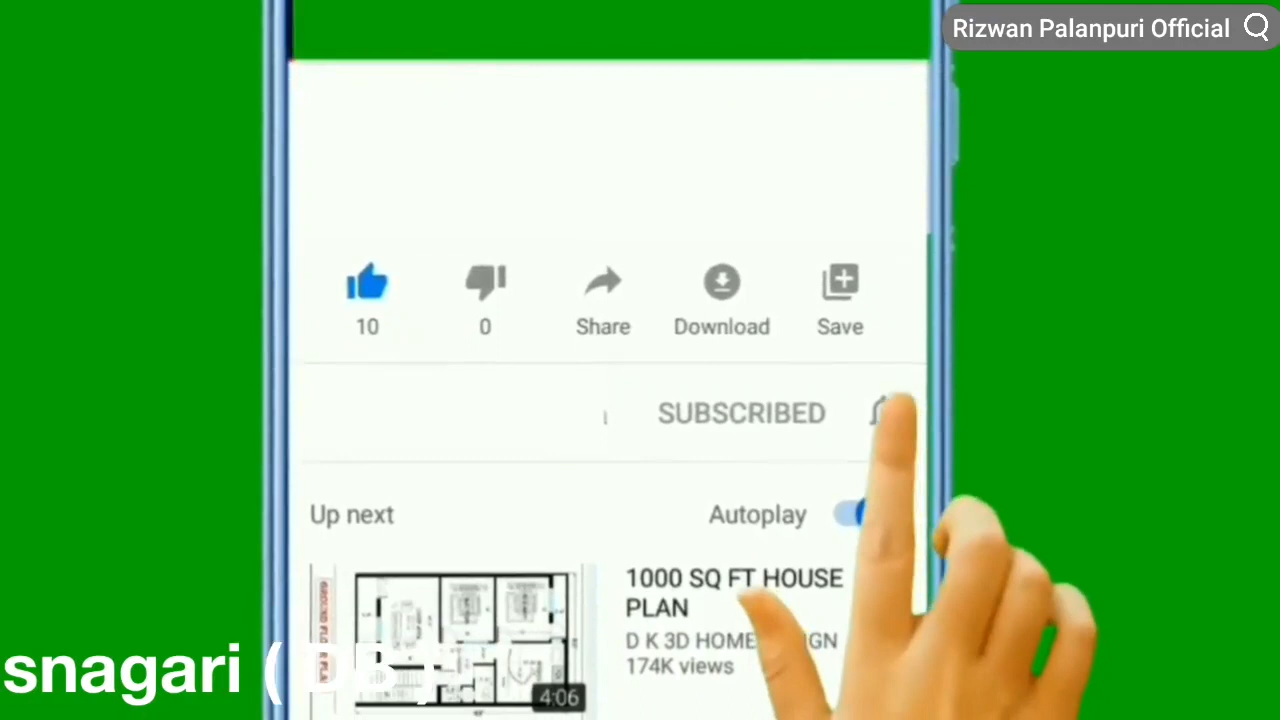 Rizwan Palanpuri Official
10
0
Share
Download
Save
SUBSCRIBED
Up next
Autoplay
1000 SQ FT HOUSE
PLAN
D K 3D HOME
174K views
4:06
snagari (DR)